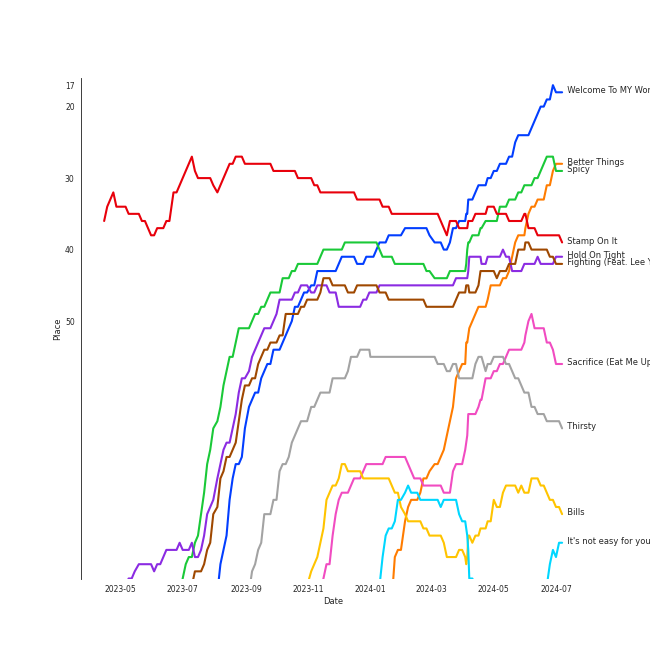 17
20
30
40
50
Place
Welcome To MY Wor
Better Things
Spicy
Stamp On It
Hold On Tight
Fighting (Feat. Lee Y
Sacrifice (Eat Me Up
Thirsty
Bills
It's not easy for you
2023-05 2023-07 2023-09 2023-11 2024-01 2024-03 2024-05 2024-07
Date